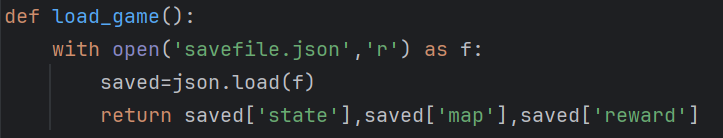 def load_game():
    with open('savefile.json','r') as f:
        saved=json.load(f)
        return saved['state'],saved['map'],saved['reward']